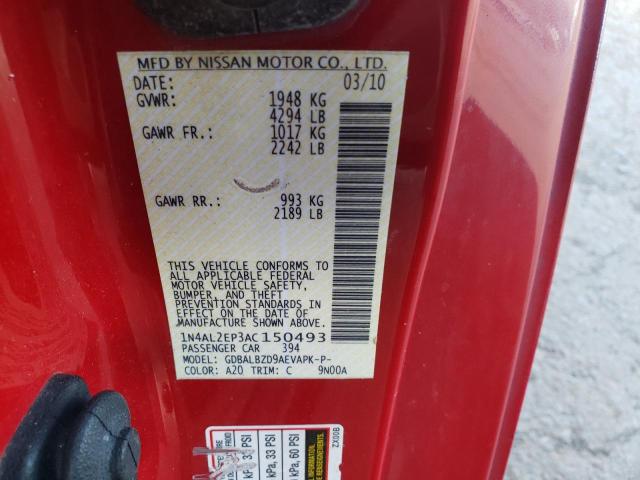 MFD BY NISSAN MOTOR CO., LTD.
DATE: 03/10
GVWR: 1948 KG
4294 LB
GAWR FR.: 1017 KG
2242 LB
GAWR RR.: 993 KG
2189 LB
THIS VEHICLE CONFORMS TO
ALL APPLICABLE FEDERAL
MOTOR VEHICLE SAFETY,
BUMPER, AND THEFT
PREVENTION STANDARDS IN
EFFECT ON THE DATE OF
MANUFACTURE SHOWN ABOVE.
1N4AL2EP3AC150493
PASSENGER CAR 394
MODEL: GDBALBZD9AEVAPK-P-
COLOR: A20 TRIM: C 9N00A
ZX00B
kPa, 33 PSI
kPa, 60 PSI